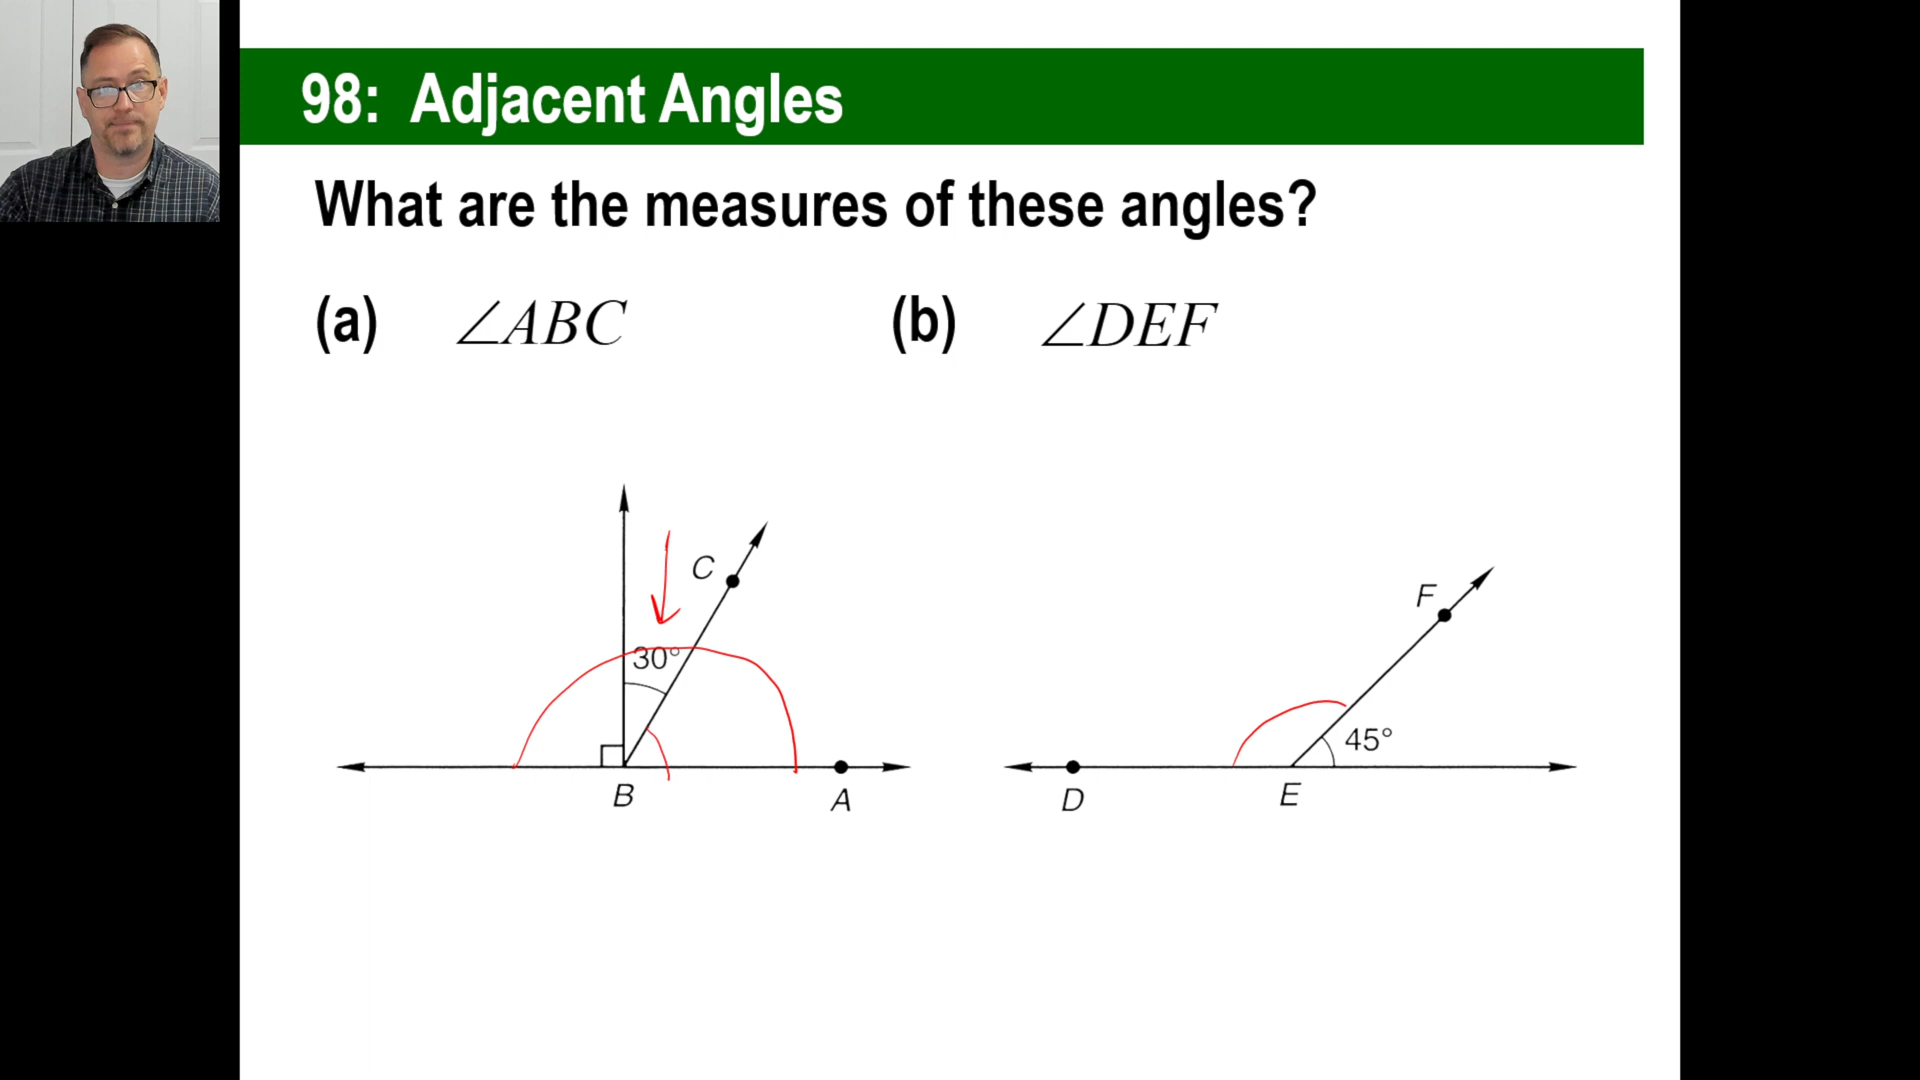 98: Adjacent Angles
What are the measures of these angles?
(a) ∠ABC (b) ∠DEF
C
F
30°
45°
B A D E